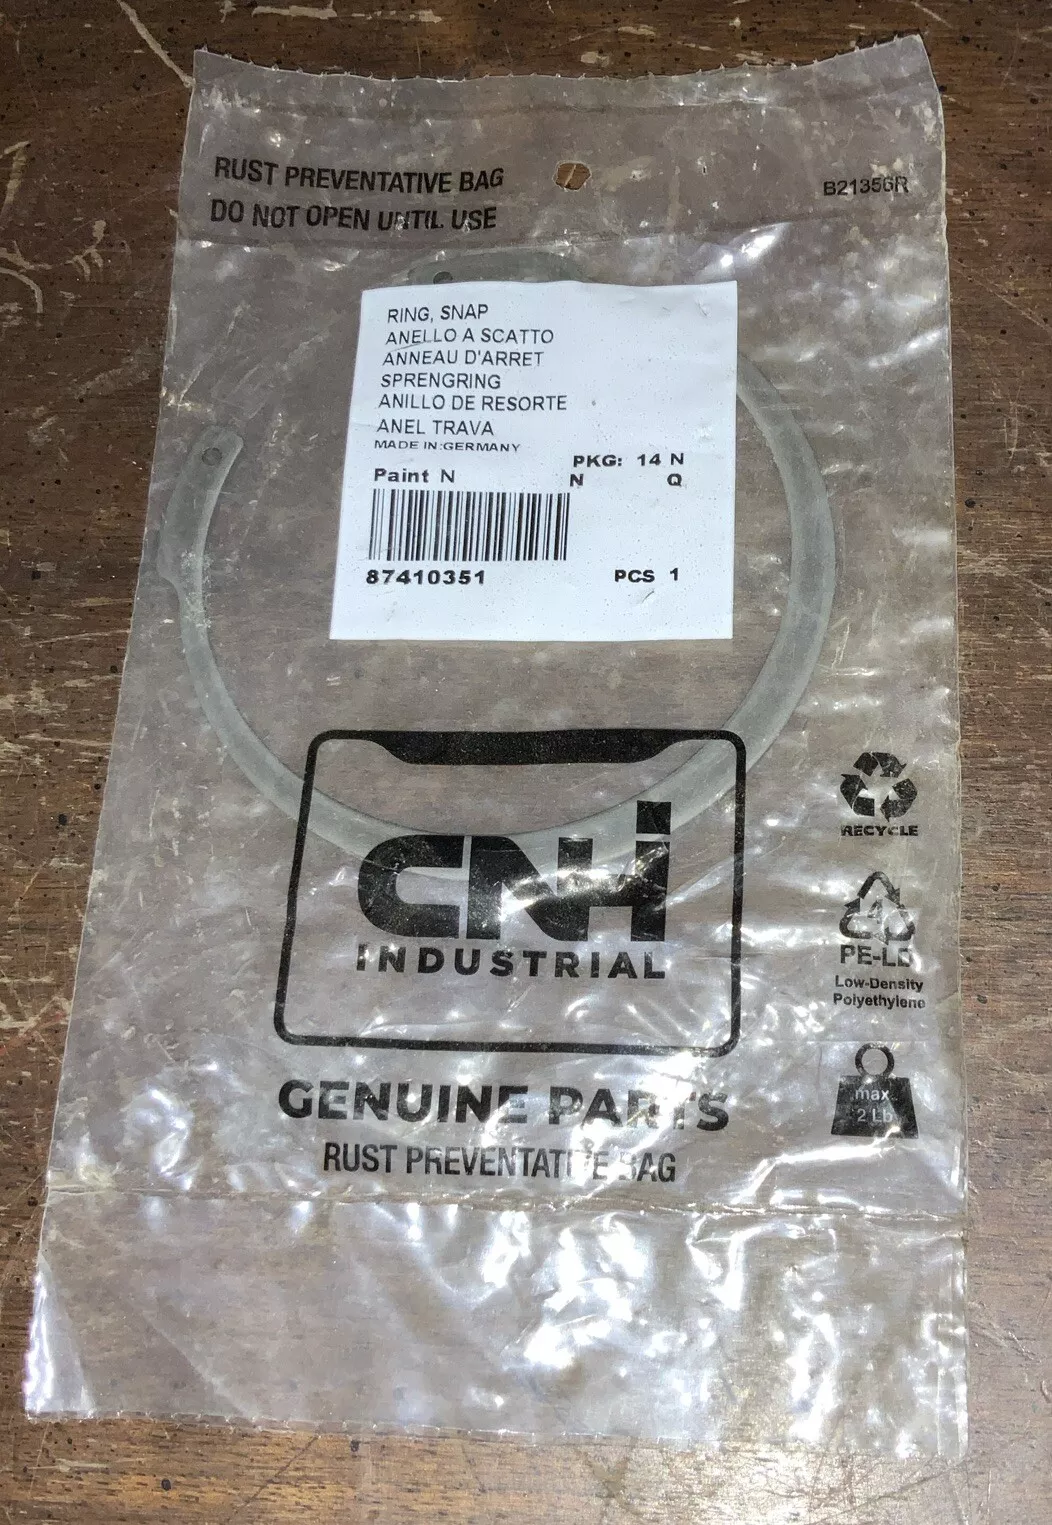 RUST PREVENTATIVE BAG
DO NOT OPEN UNTIL USE
B21356R
RING, SNAP
ANELLO A SCATTO
ANNEAU D'ARRET
SPRENGRING
ANILLO DE RESORTE
ANEL TRAVA
MADE IN:GERMANY
PKG: 14 N
Paint N N Q
87410351 PCS 1
CNH
INDUSTRIAL
GENUINE PARTS
RUST PREVENTATIVE BAG
RECYCLE
4
PE-LD
Low-Density
Polyethylene
max.
2 Lb